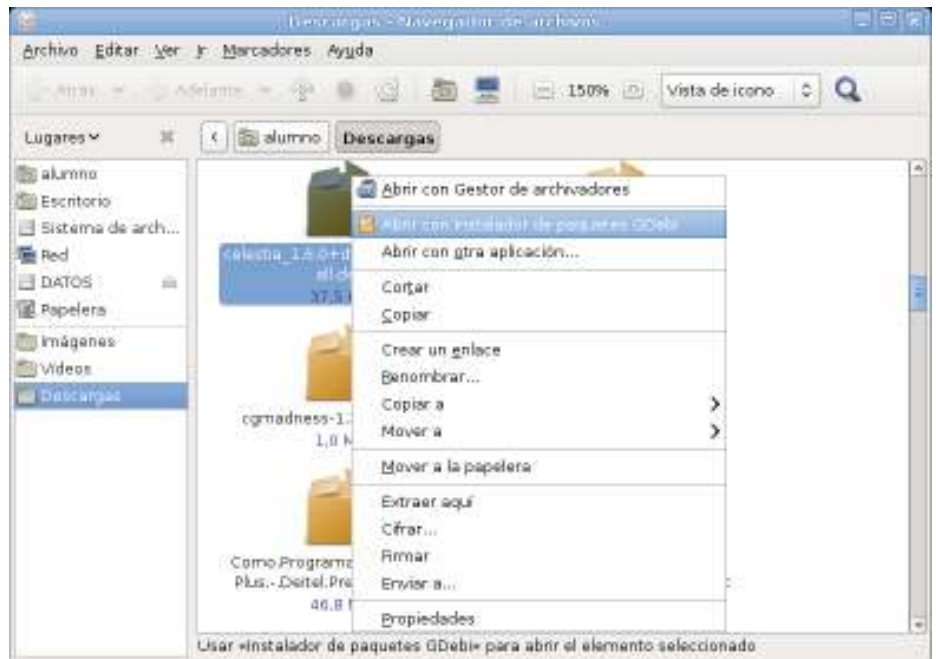 Descargas - Navegador de archivos
Archivo Editar Ver Ir Marcadores Ayuda
Atrás Adelante 150% Vista de icono
Lugares alumno Descargas
alumno
Escritorio
Sistema de arch...
Red
DATOS
Papelera
Imágenes
Vídeos
Descargas
celestia_1.6.0+d
all.de
37,5
cgmadness-1.
1,0 M
Como.Programa
Plus.-.Deitel.Pre
46,8
Abrir con Gestor de archivadores
Abrir con Instalador de paquetes GDebi
Abrir con otra aplicación...
Cortar
Copiar
Crear un enlace
Renombrar...
Copiar a
Mover a
Mover a la papelera
Extraer aquí
Cifrar...
Firmar
Enviar a...
Propiedades
Usar «instalador de paquetes GDebi» para abrir el elemento seleccionado